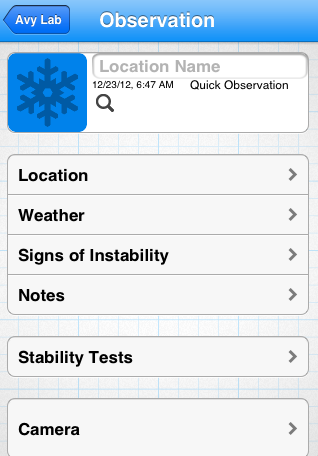 Avy Lab
Observation
Location Name
12/23/12, 6:47 AM Quick Observation
Location
Weather
Signs of Instability
Notes
Stability Tests
Camera